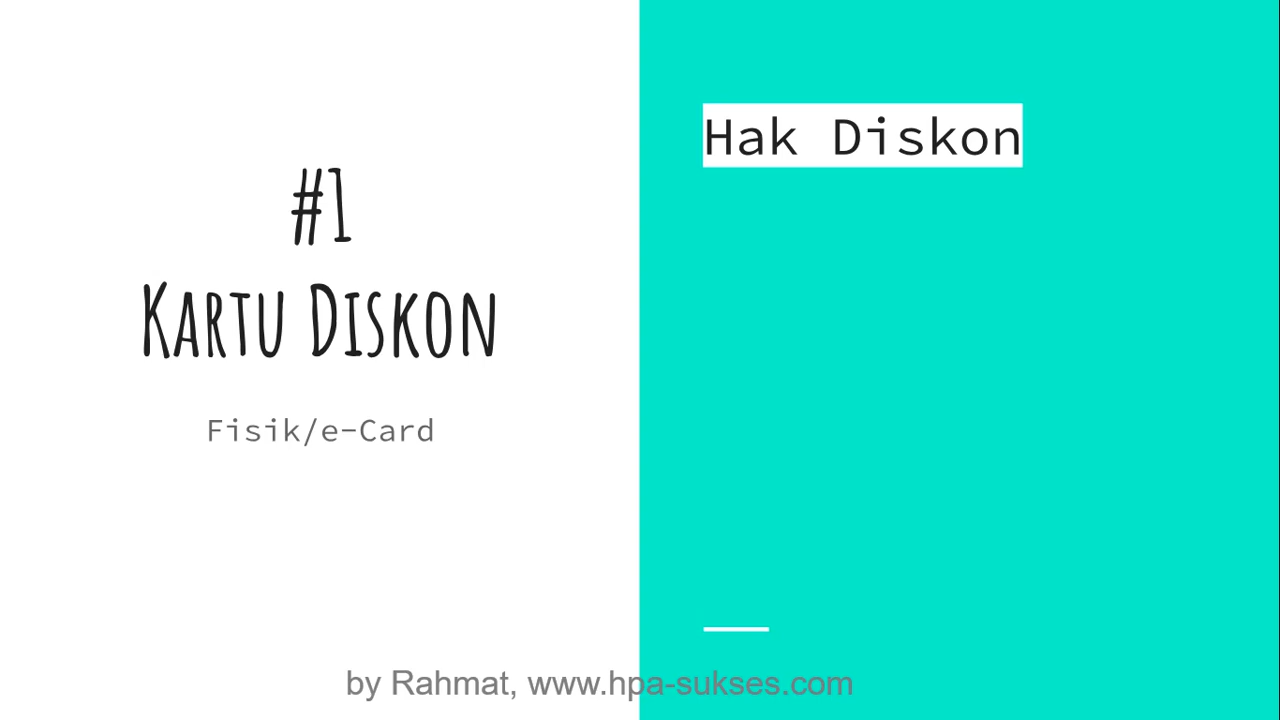 #1
KARTU DISKON
Fisik/e-Card
Hak Diskon
by Rahmat, www.hpa-sukses.com